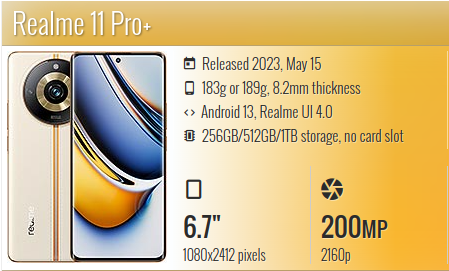 Realme 11 Pro+
Released 2023, May 15
183g or 189g, 8.2mm thickness
Android 13, Realme UI 4.0
256GB/512GB/1TB storage, no card slot
6.7"
1080x2412 pixels
200MP
2160p
realme